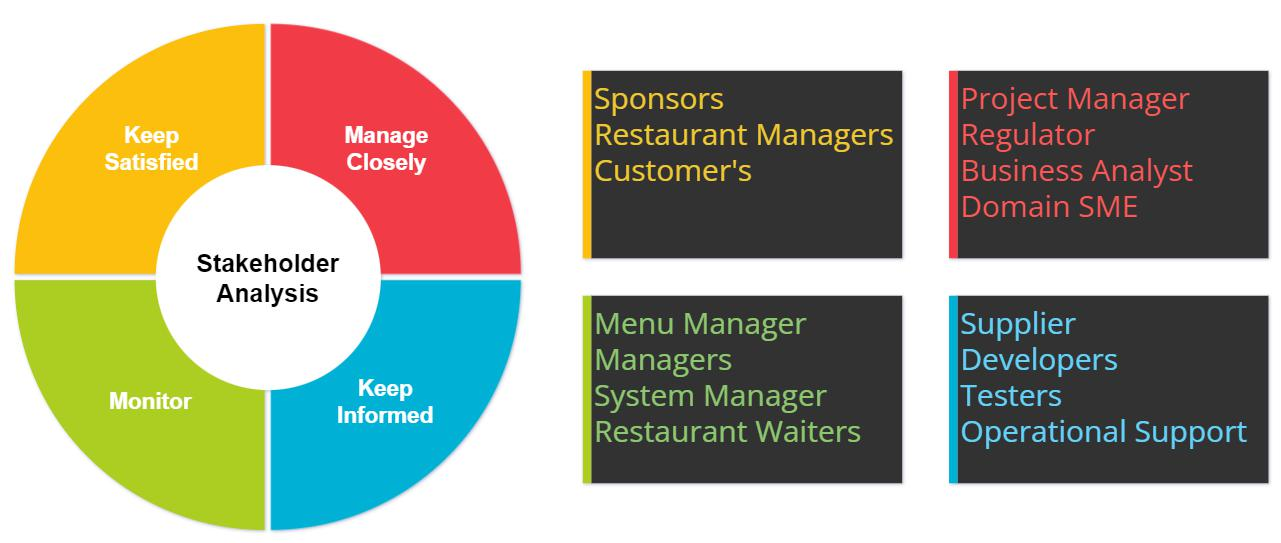 Keep
Satisfied
Manage
Closely
Stakeholder
Analysis
Monitor
Keep
Informed
Sponsors
Restaurant Managers
Customer's
Project Manager
Regulator
Business Analyst
Domain SME
Menu Manager
Managers
System Manager
Restaurant Waiters
Supplier
Developers
Testers
Operational Support